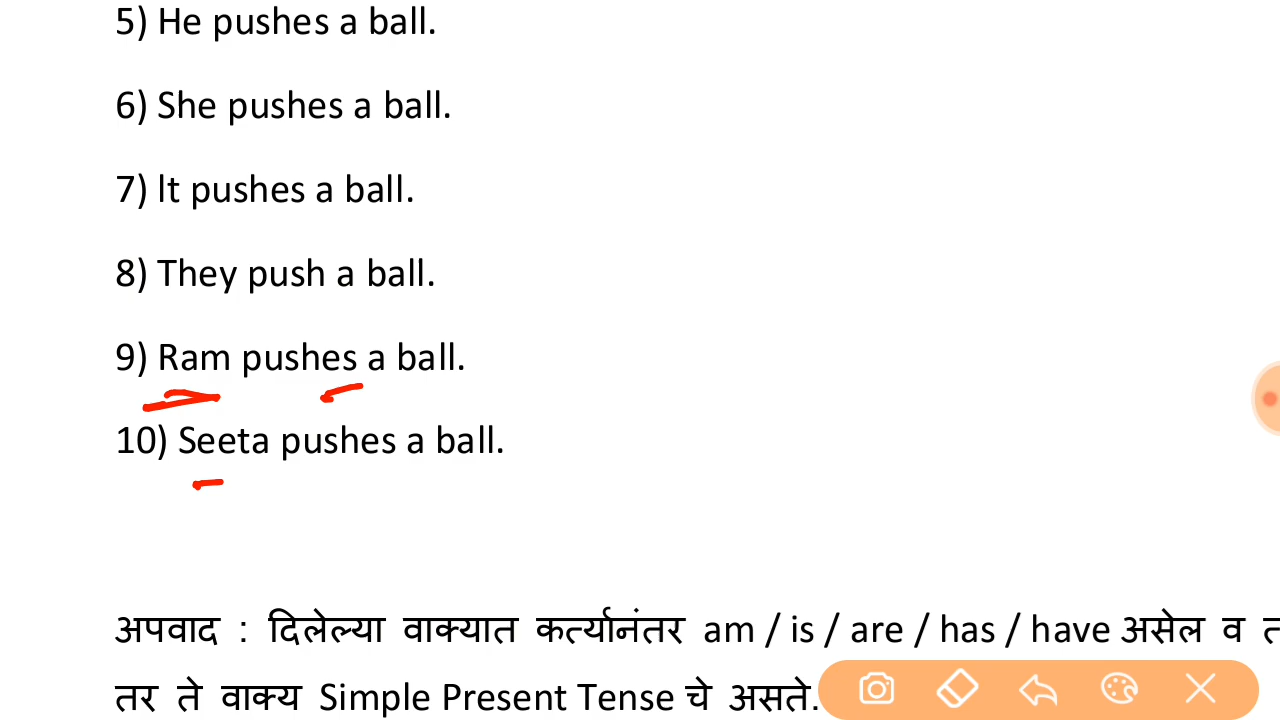 5) He pushes a ball.
6) She pushes a ball.
7) It pushes a ball.
8) They push a ball.
9) Ram pushes a ball.
10) Seeta pushes a ball.
अपवाद : दिलेल्या वाक्यात कर्त्यानंतर am / is / are / has / have असेल व
तर ते वाक्य Simple Present Tense चे असते.